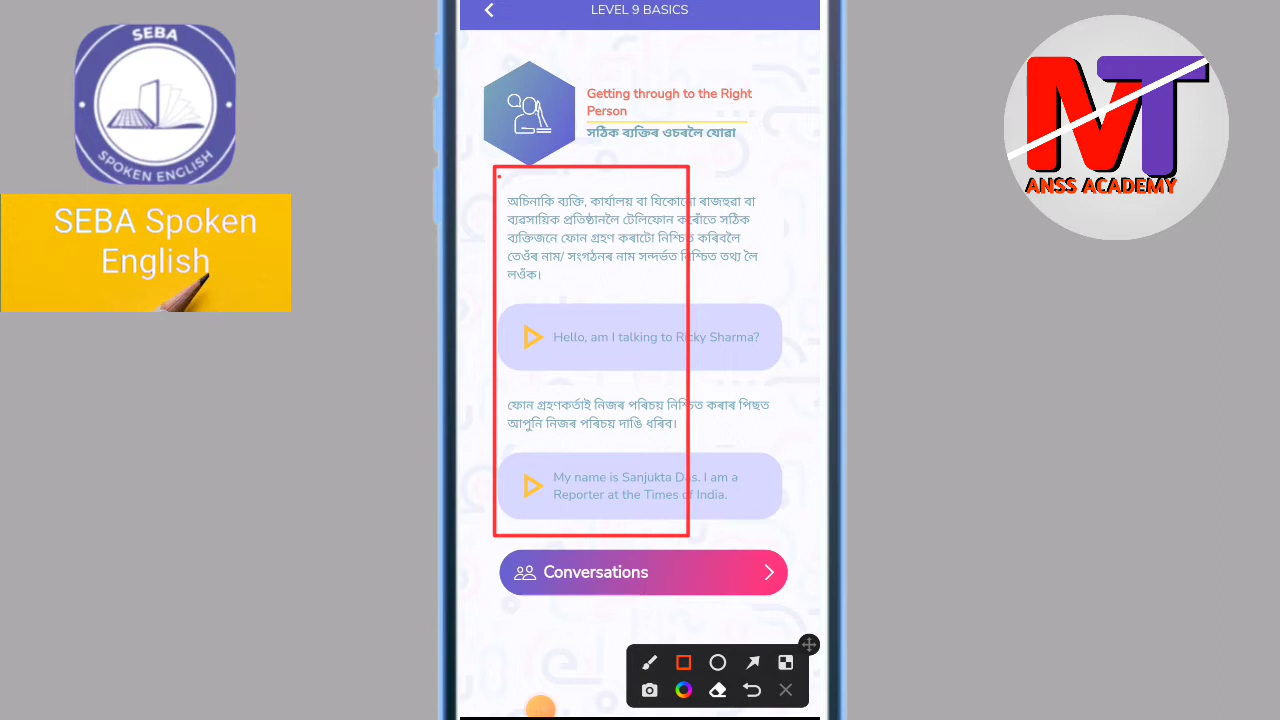 SEBA
SPOKEN ENGLISH
SEBA Spoken
English
LEVEL 9 BASICS
Getting through to the Right
Person
সঠিক ব্যক্তিৰ ওচৰলৈ যোৱা
অচিনাকি ব্যক্তি, কাৰ্যালয় বা যিকোনো ৰাজহুৱা বা
ব্যৱসায়িক প্ৰতিষ্ঠানলৈ টেলিফোন কৰোঁতে সঠিক
ব্যক্তিজনে ফোন গ্ৰহণ কৰাটো নিশ্চিত কৰিবলৈ
তেওঁৰ নাম/ সংগঠনৰ নাম সন্দৰ্ভত নিশ্চিত তথ্য লৈ
লওঁক।
Hello, am I talking to Ricky Sharma?
ফোন গ্ৰহণকৰ্তাই নিজৰ পৰিচয় নিশ্চিত কৰাৰ পিছত
আপুনি নিজৰ পৰিচয় দাঙি ধৰিব।
My name is Sanjukta Das. I am a
Reporter at the Times of India.
Conversations
MT
ANSS ACADEMY